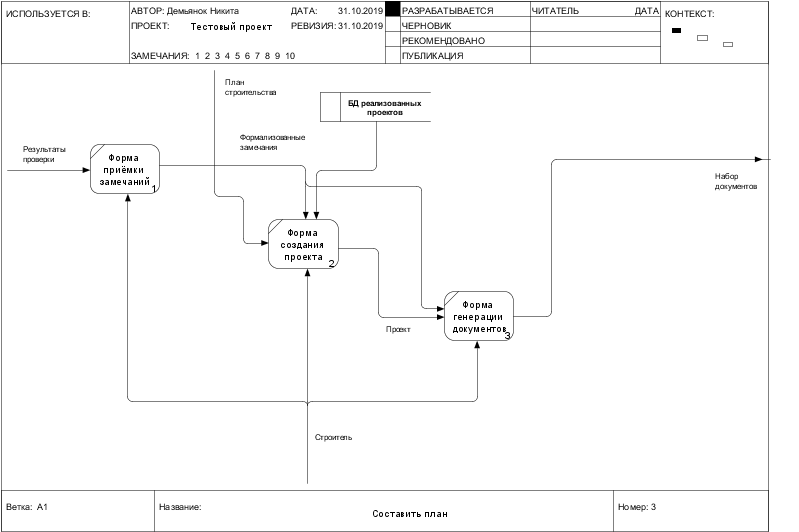 ИСПОЛЬЗУЕТСЯ В:
АВТОР: Демьянок Никита
ДАТА: 31.10.2019
ПРОЕКТ: Тестовый проект
РЕВИЗИЯ: 31.10.2019
ЗАМЕЧАНИЯ: 1 2 3 4 5 6 7 8 9 10
РАЗРАБАТЫВАЕТСЯ
ЧЕРНОВИК
РЕКОМЕНДОВАНО
ПУБЛИКАЦИЯ
ЧИТАТЕЛЬ ДАТА
КОНТЕКСТ:
План
строительства
БД реализованных
проектов
Формализованные
замечания
Результаты
проверки
Форма
приёмки
замечаний
1
Набор
документов
Форма
создания
проекта
2
Форма
генерации
документов
3
Проект
Строитель
Ветка: A1
Название:
Составить план
Номер: 3